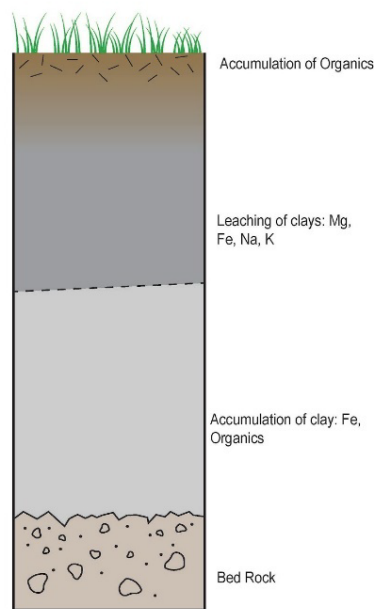 Accumulation of Organics
Leaching of clays: Mg,
Fe, Na, K
Accumulation of clay: Fe,
Organics
Bed Rock